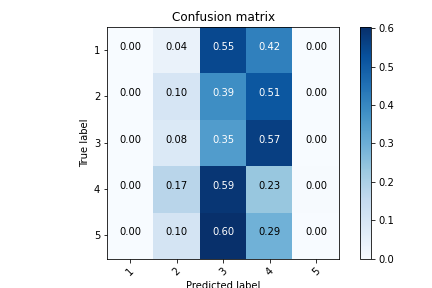 Confusion matrix
1 0.00 0.04 0.55 0.42 0.00
2 0.00 0.10 0.39 0.51 0.00
3 0.00 0.08 0.35 0.57 0.00
4 0.00 0.17 0.59 0.23 0.00
5 0.00 0.10 0.60 0.29 0.00
True label
1 2 3 4 5
Predicted label
0.6
0.5
0.4
0.3
0.2
0.1
0.0